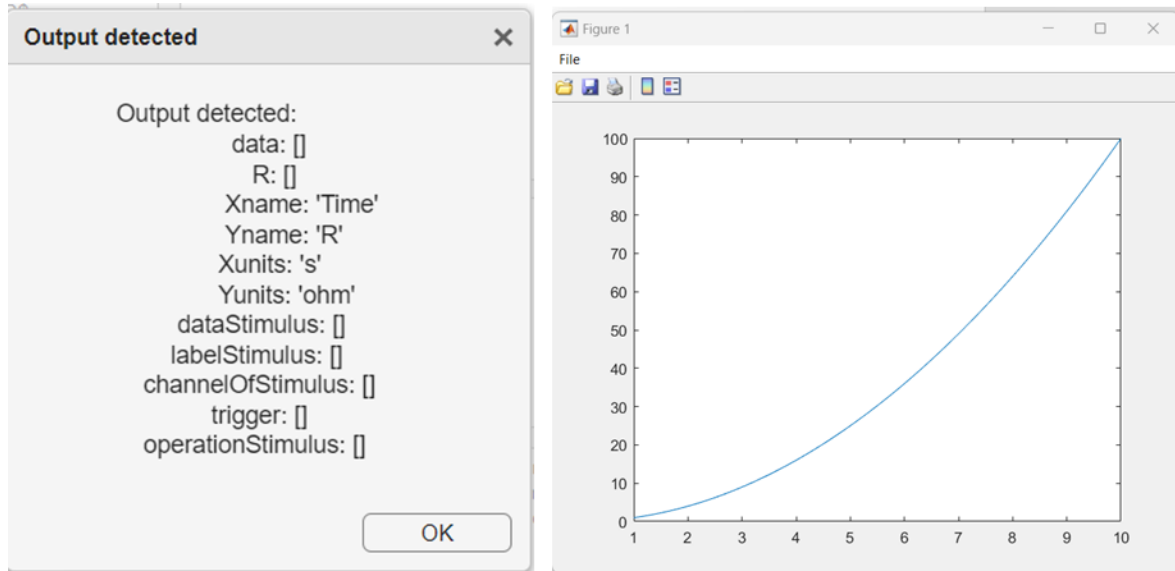 Output detected
Output detected:
data: []
R: []
Xname: 'Time'
Yname: 'R'
Xunits: 's'
Yunits: 'ohm'
dataStimulus: []
labelStimulus: []
channelOfStimulus: []
trigger: []
operationStimulus: []
OK
Figure 1
File
100
90
80
70
60
50
40
30
20
10
0
1 2 3 4 5 6 7 8 9 10